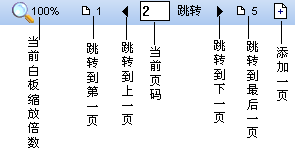 100%
1
2
跳转
5
当前白板缩放倍数
跳转到第一页
跳转到上一页
当前页码
跳转到下一页
跳转到最后一页
添加一页